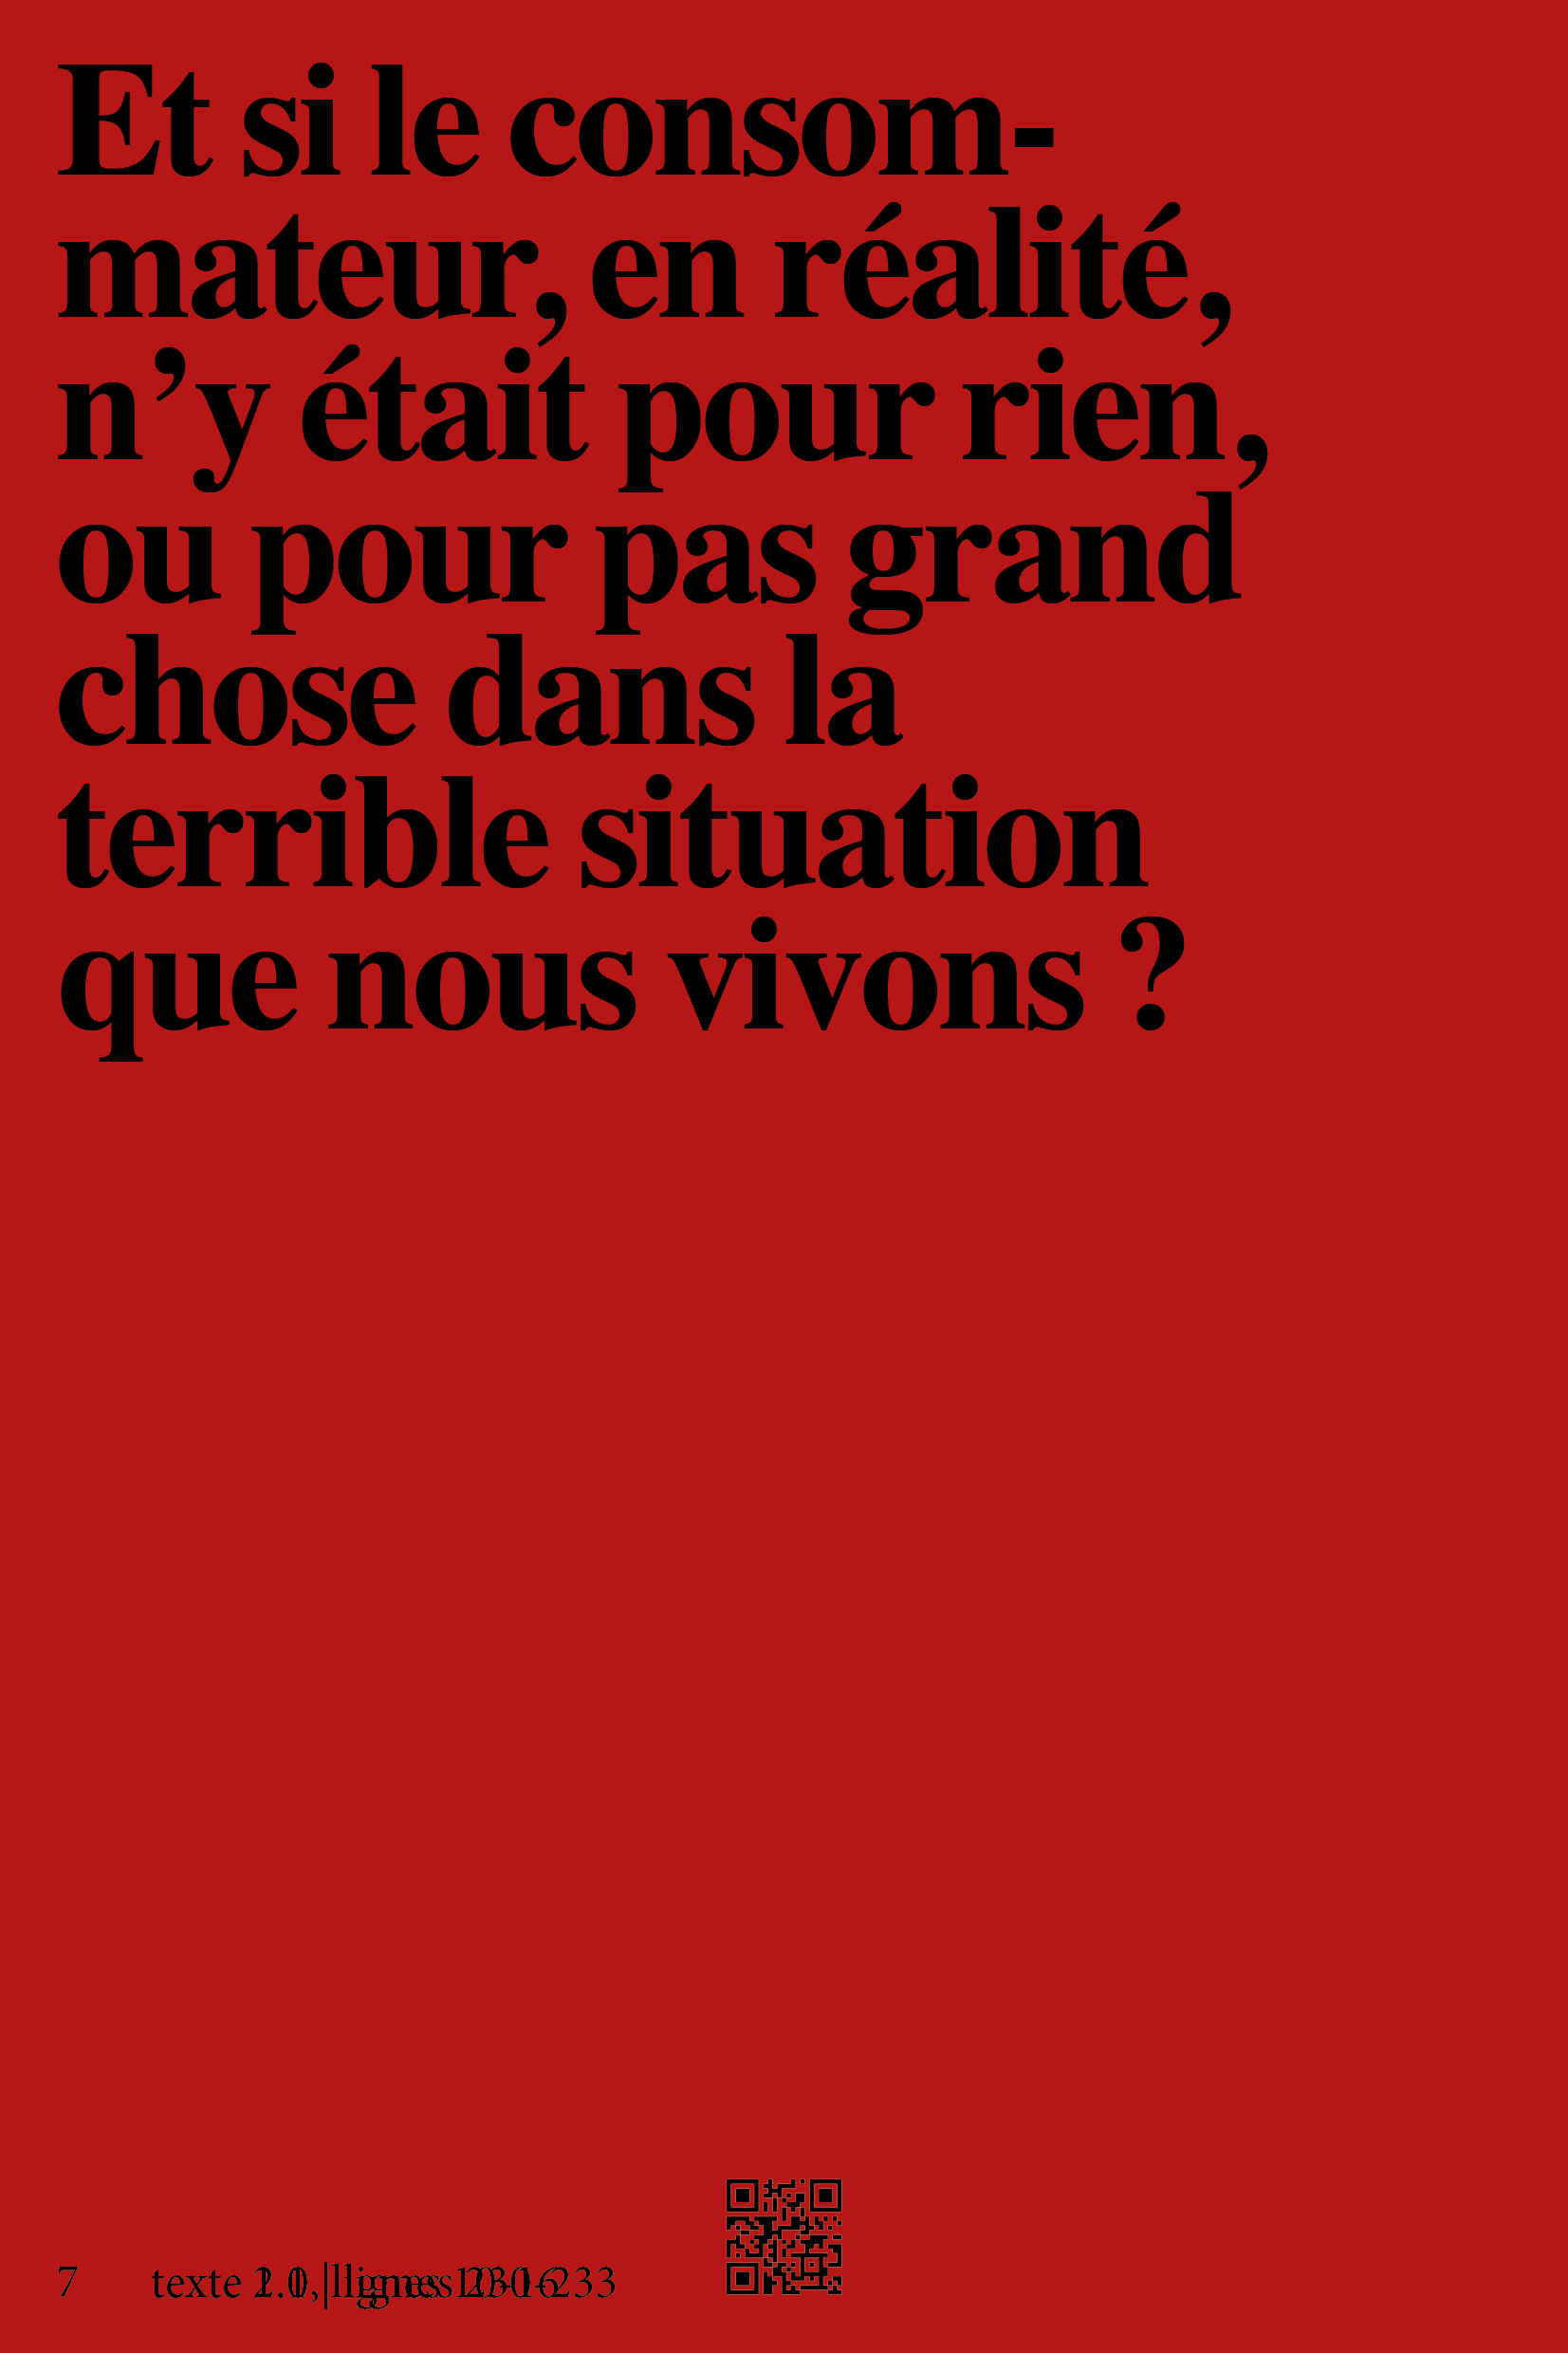 Et si le consom-
mateur, en réalité,
n’y était pour rien,
ou pour pas grand
chose dans la
terrible situation
que nous vivons ?
7 texte